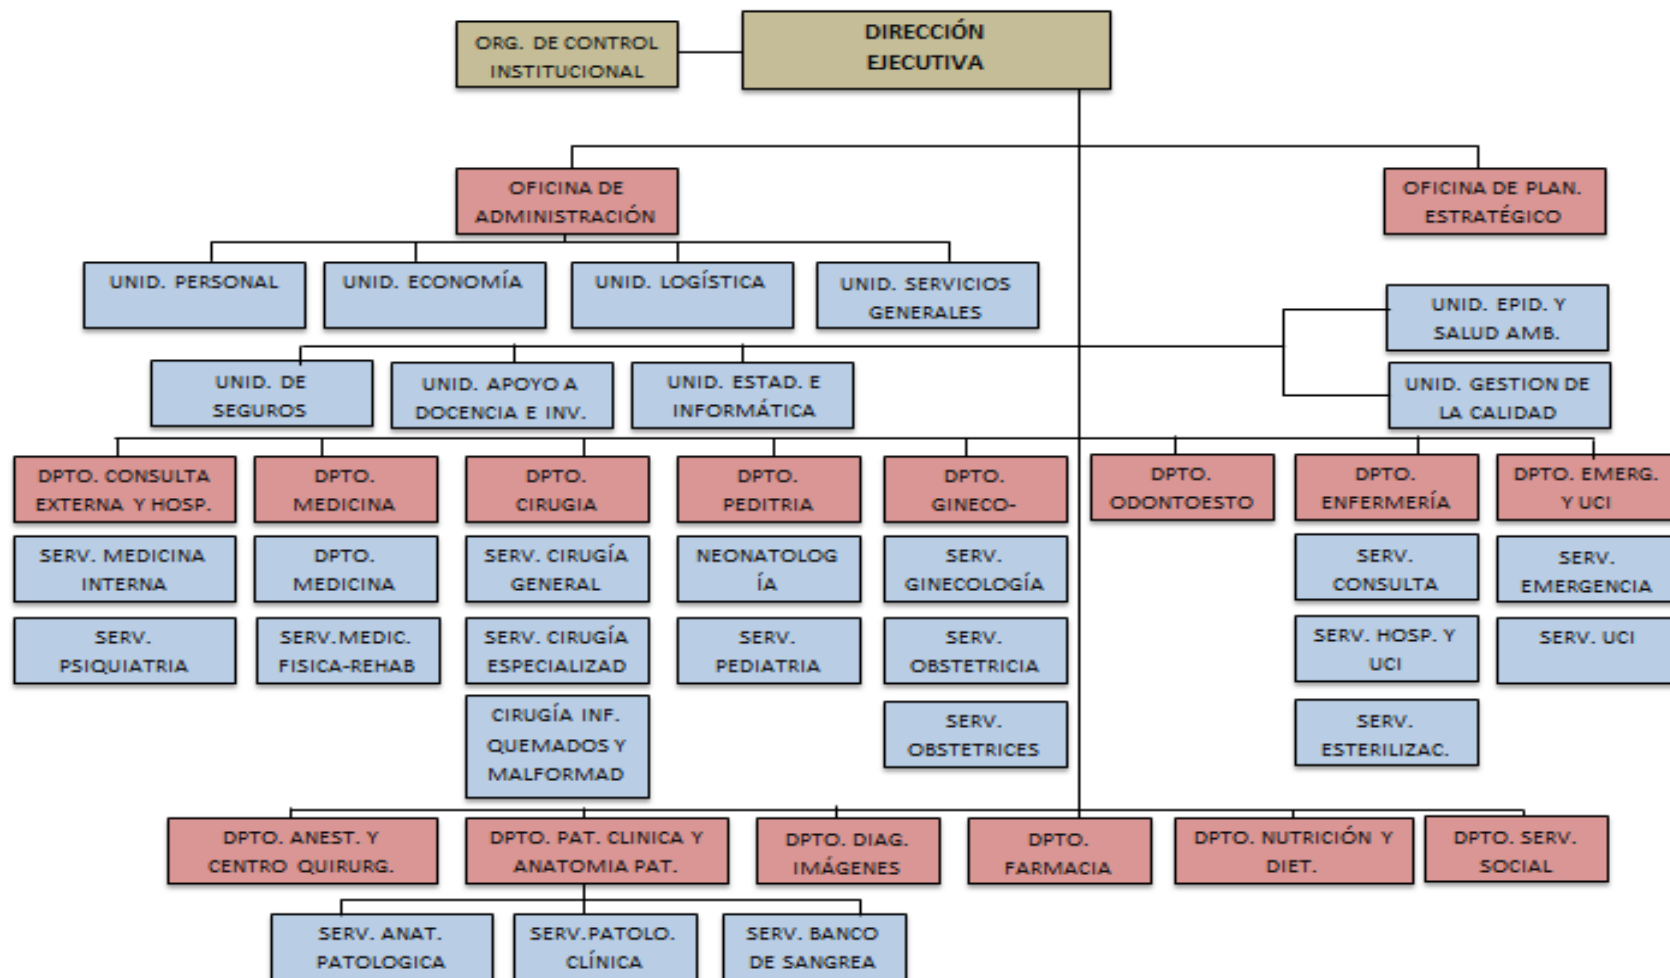 ORG. DE CONTROL
INSTITUCIONAL
DIRECCIÓN
EJECUTIVA
OFICINA DE
ADMINISTRACIÓN
OFICINA DE PLAN.
ESTRATÉGICO
UNID. PERSONAL
UNID. ECONOMÍA
UNID. LOGÍSTICA
UNID. SERVICIOS
GENERALES
UNID. EPID. Y
SALUD AMB.
UNID. DE
SEGUROS
UNID. APOYO A
DOCENCIA E INV.
UNID. ESTAD. E
INFORMÁTICA
UNID. GESTION DE
LA CALIDAD
DPTO. CONSULTA
EXTERNA Y HOSP.
DPTO.
MEDICINA
DPTO.
CIRUGIA
DPTO.
PEDITRIA
DPTO.
GINECO-
DPTO.
ODONTOESTO
DPTO.
ENFERMERÍA
DPTO. EMERG.
Y UCI
SERV. MEDICINA
INTERNA
DPTO.
MEDICINA
SERV. CIRUGÍA
GENERAL
NEONATOLOG
ÍA
SERV.
GINECOLOGÍA
SERV.
CONSULTA
SERV.
EMERGENCIA
SERV.
PSIQUIATRIA
SERV.MEDIC.
FISICA-REHAB
SERV. CIRUGÍA
ESPECIALIZAD
SERV.
PEDIATRIA
SERV.
OBSTETRICIA
SERV. HOSP. Y
UCI
SERV. UCI
CIRUGÍA INF.
QUEMADOS Y
MALFORMAD
SERV.
OBSTETRICES
SERV.
ESTERILIZAC.
DPTO. ANEST. Y
CENTRO QUIRURG.
DPTO. PAT. CLINICA Y
ANATOMIA PAT.
DPTO. DIAG.
IMÁGENES
DPTO.
FARMACIA
DPTO. NUTRICIÓN Y
DIET.
DPTO. SERV.
SOCIAL
SERV. ANAT.
PATOLOGICA
SERV.PATOLO.
CLÍNICA
SERV. BANCO
DE SANGREA